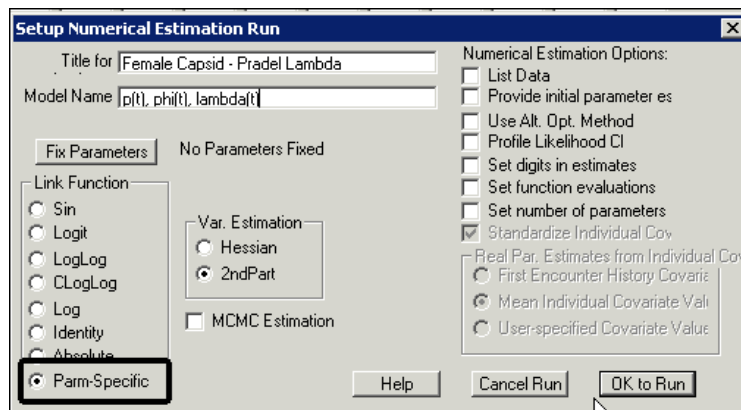 Setup Numerical Estimation Run
Title for Female Capsid - Pradel Lambda
Model Name p(t), phi(t), lambda(t)
Fix Parameters No Parameters Fixed
Link Function
Sin
Logit
LogLog
CLogLog
Log
Identity
Absolute
Parm-Specific
Var. Estimation
Hessian
2ndPart
MCMC Estimation
Numerical Estimation Options:
List Data
Provide initial parameter es
Use Alt. Opt. Method
Profile Likelihood CI
Set digits in estimates
Set function evaluations
Set number of parameters
Standardize Individual Cov
Real Par. Estimates from Individual Cov
First Encounter History Covaria
Mean Individual Covariate Valu
User-specified Covariate Value
Help Cancel Run OK to Run